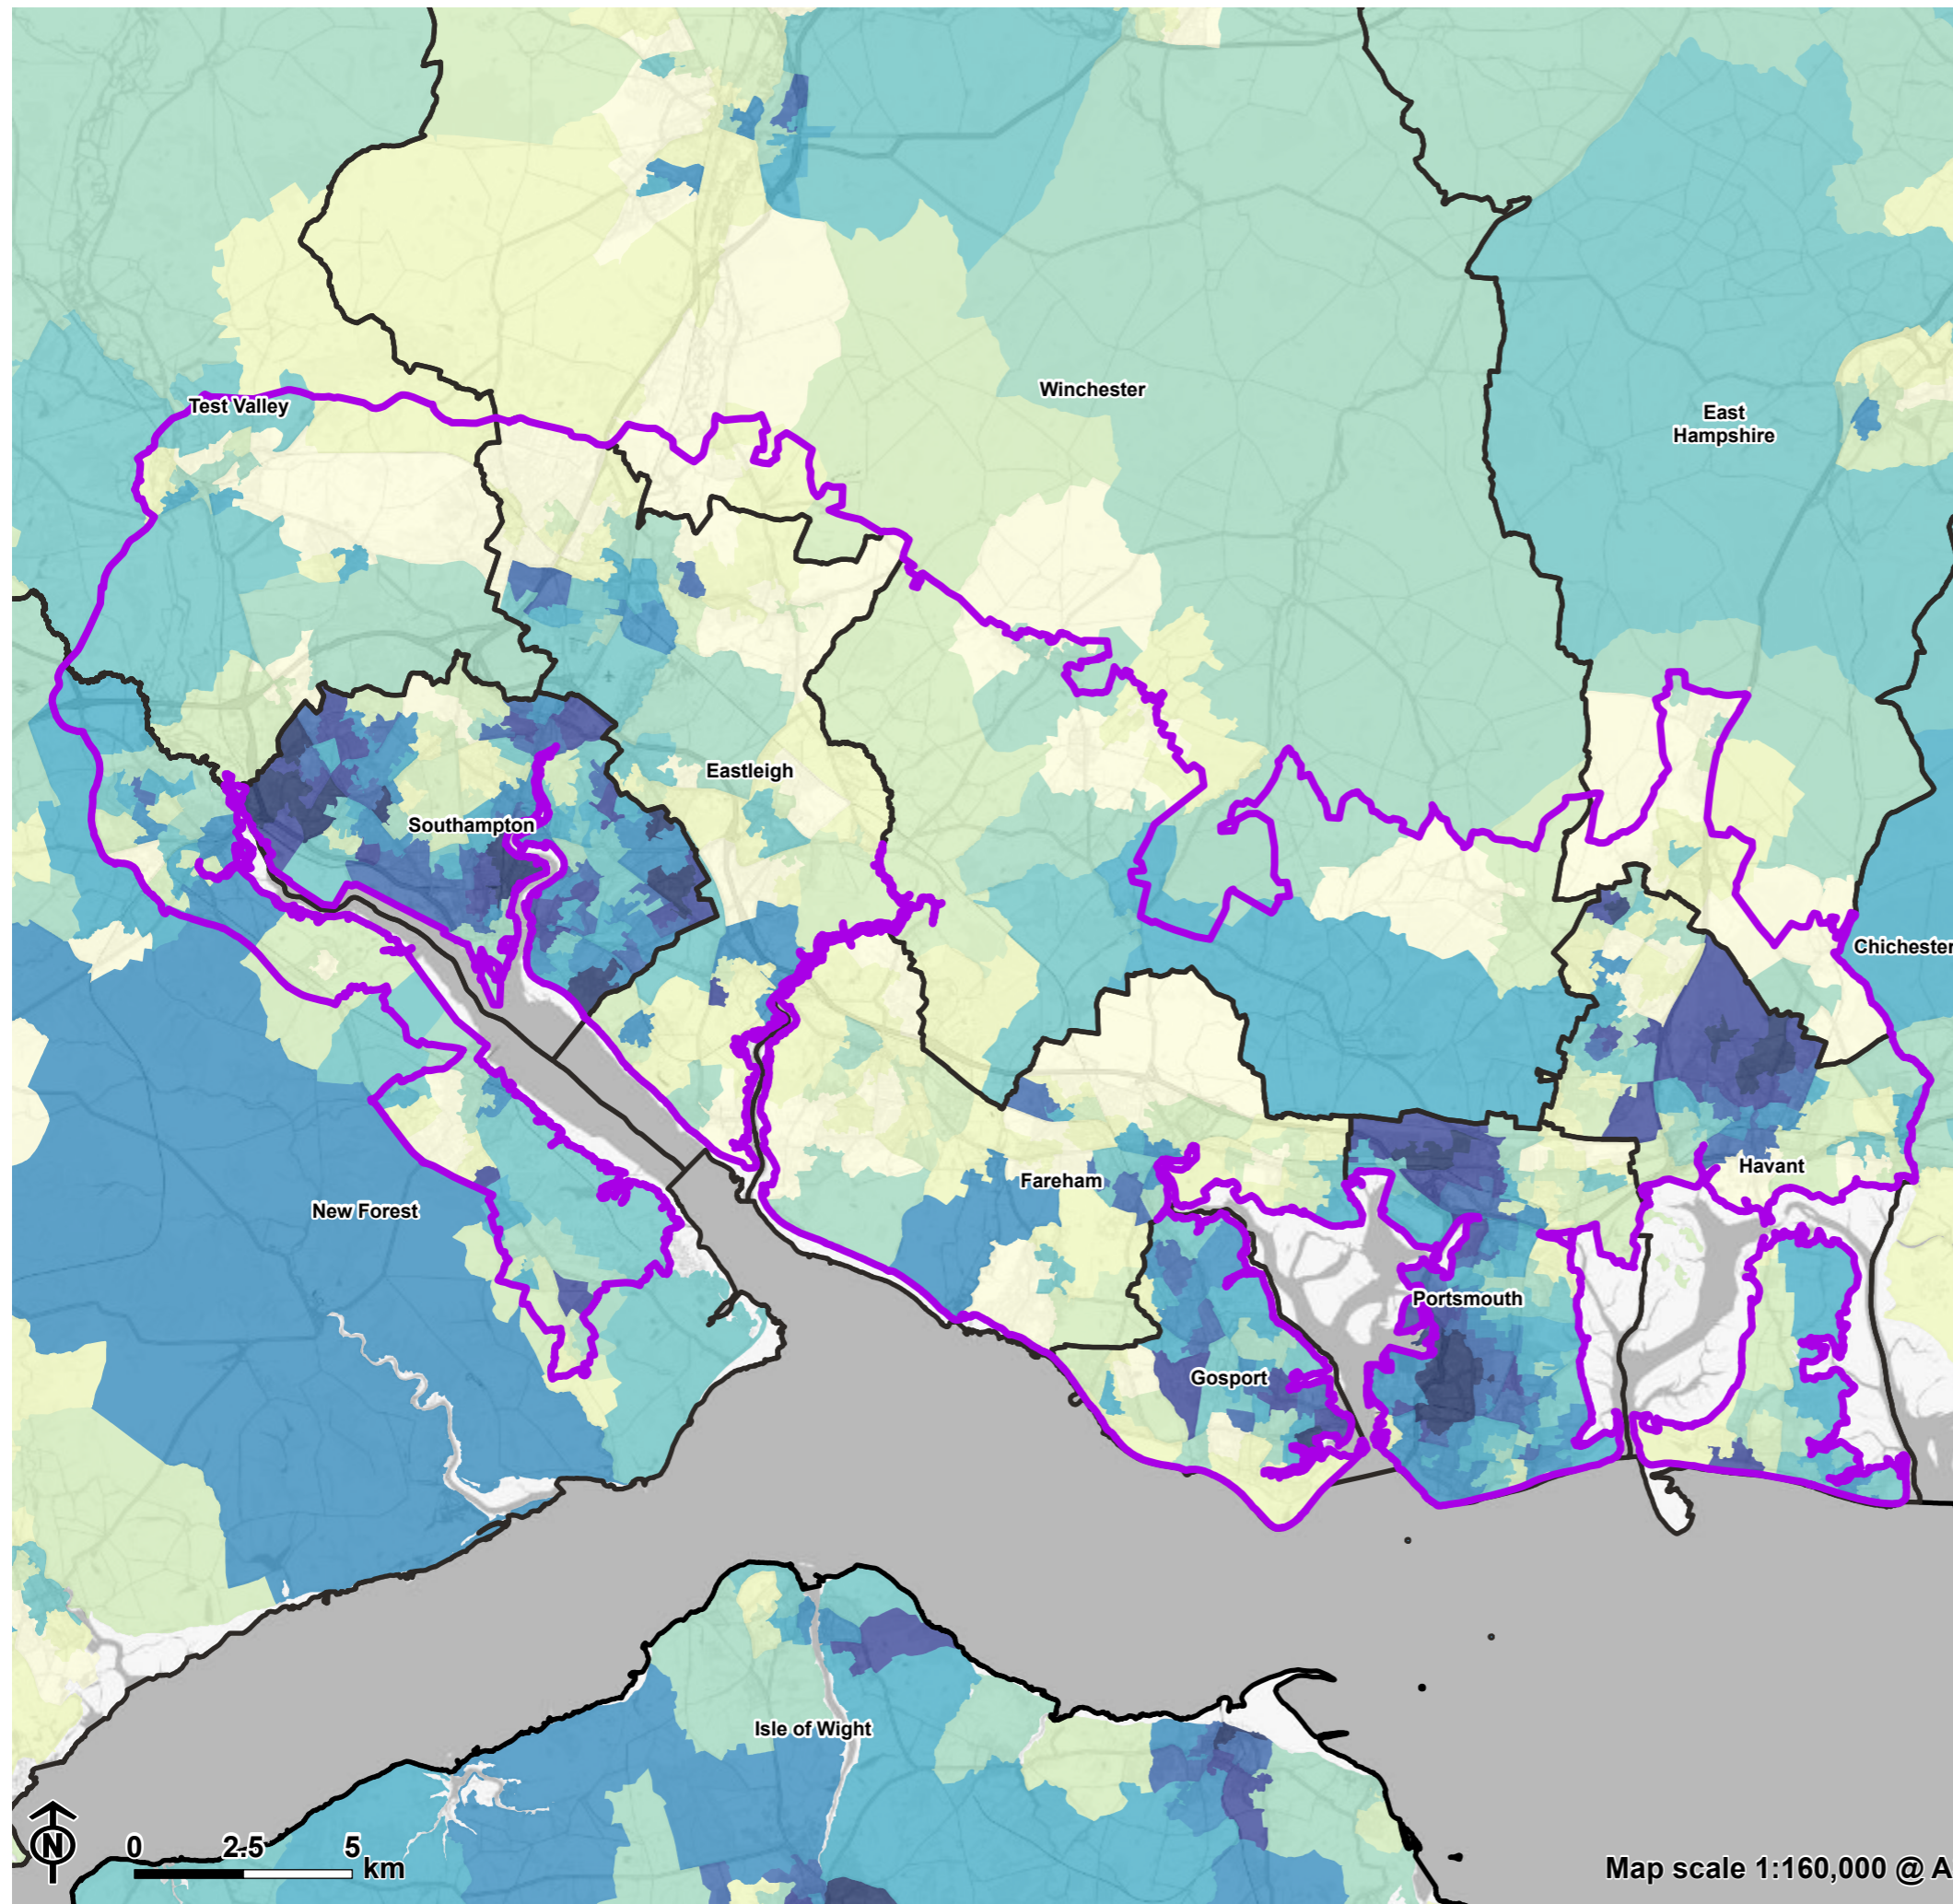 Winchester
Test Valley
East
Hampshire
Eastleigh
Southampton
Chichester
Havant
Fareham
New Forest
Portsmouth
Gosport
Isle of Wight
N
0 2.5 5 km
Map scale 1:160,000 @ A